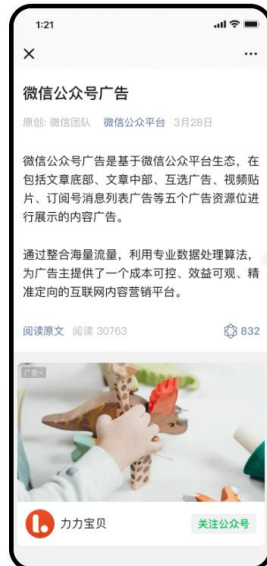 1:21
微信公众号广告
原创: 微信团队 微信公众平台 3月28日
微信公众号广告是基于微信公众平台生态，在
包括文章底部、文章中部、互选广告、视频贴
片、订阅号消息列表广告等五个广告资源位进
行展示的内容广告。
通过整合海量流量，利用专业数据处理算法，
为广告主提供了一个成本可控、效益可观、精
准定向的互联网内容营销平台。
阅读原文 阅读 30763 832
广告
力力宝贝 关注公众号